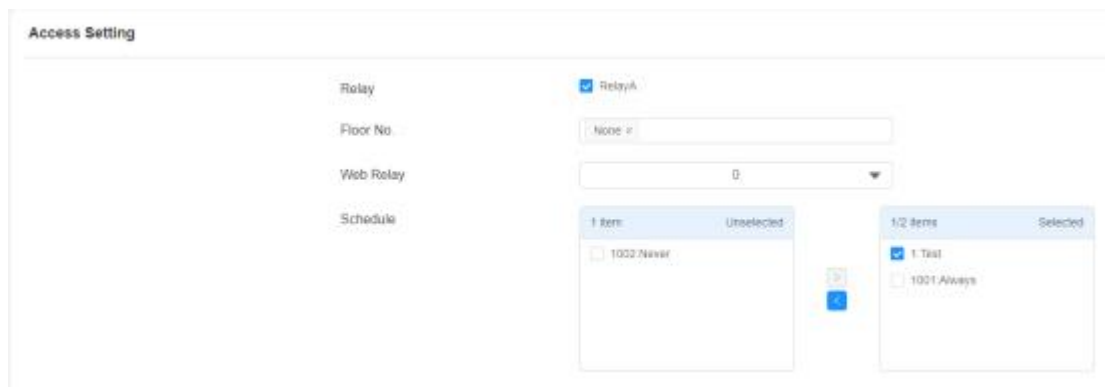 Access Setting
Relay
RelayA
Floor No.
None ×
Web Relay
0
Schedule
1 item Unselected
1002:Never
1/2 items Selected
1:Test
1001:Always
>
<